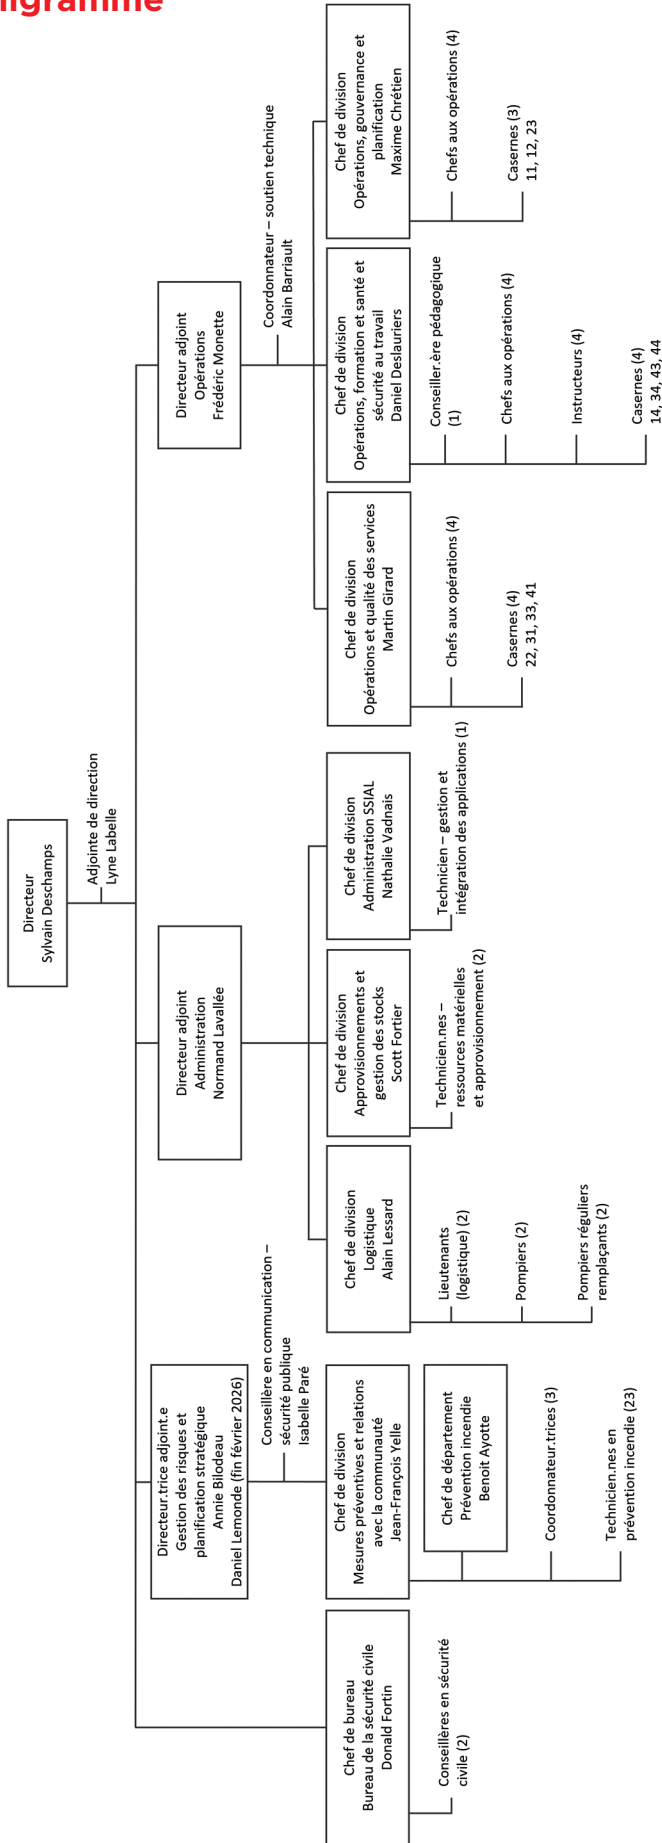 Directeur
Sylvain Deschamps
Adjointe de direction
Lyne Labelle
Chef de bureau
Bureau de la sécurité civile
Donald Fortin
Conseillères en sécurité
civile (2)
Directeur.trice adjoint.e
Gestion des risques et
planification stratégique
Annie Bilodeau
Daniel Lemonde (fin février 2026)
Conseillère en communication –
sécurité publique
Isabelle Paré
Chef de division
Mesures préventives et relations
avec la communauté
Jean-François Yelle
Chef de département
Prévention incendie
Benoit Ayotte
Coordonnateur.trices (3)
Technicien.nes en
prévention incendie (23)
Directeur adjoint
Administration
Normand Lavallée
Chef de division
Logistique
Alain Lessard
Lieutenants
(logistique) (2)
Pompiers (2)
Pompiers réguliers
remplaçants (2)
Chef de division
Approvisionnements et
gestion des stocks
Scott Fortier
Technicien.nes –
ressources matérielles
et approvisionnement (2)
Chef de division
Administration SSIAL
Nathalie Vadnais
Technicien – gestion et
intégration des applications (1)
Directeur adjoint
Opérations
Frédéric Monette
Coordonnateur – soutien technique
Alain Barriault
Chef de division
Opérations et qualité des services
Martin Girard
Chefs aux opérations (4)
Casernes (4)
22, 31, 33, 41
Chef de division
Opérations, formation et santé et
sécurité au travail
Daniel Deslauriers
Conseiller.ère pédagogique
(1)
Chefs aux opérations (4)
Instructeurs (4)
Casernes (4)
14, 34, 43, 44
Chef de division
Opérations, gouvernance et
planification
Maxime Chrétien
Chefs aux opérations (4)
Casernes (3)
11, 12, 23